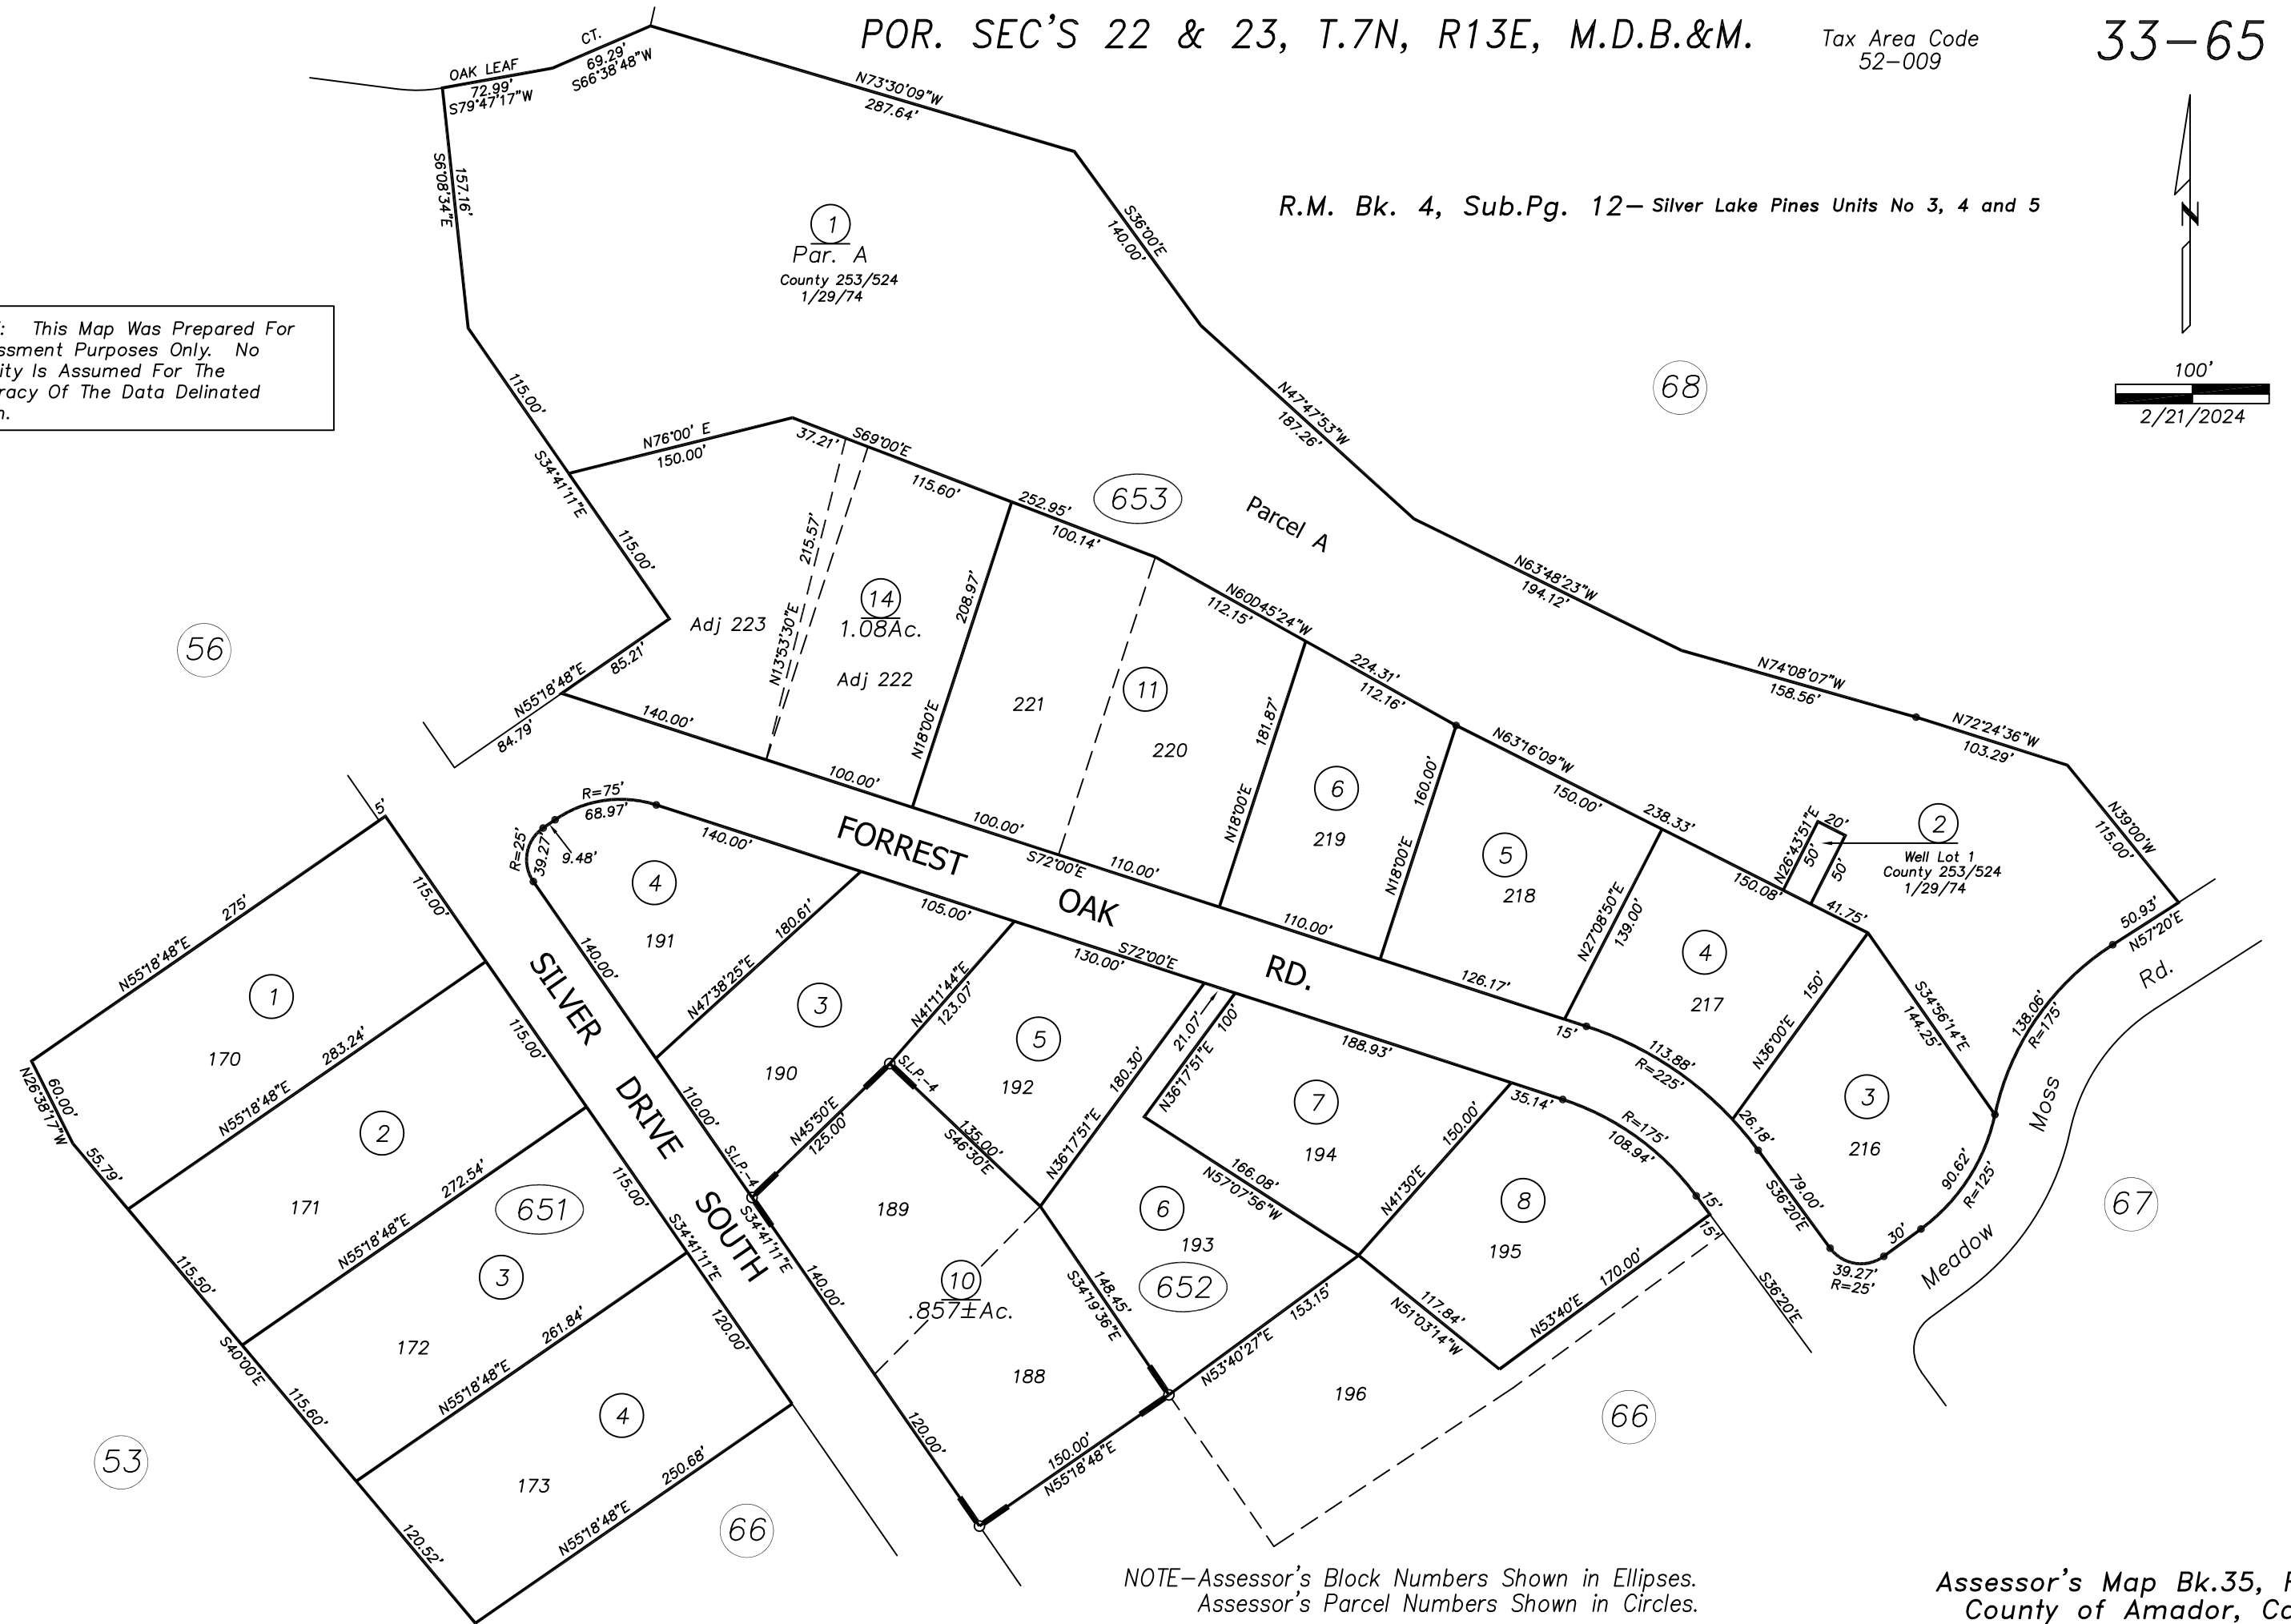 POR. SEC'S 22 & 23, T.7N, R13E, M.D.B.&M.
Tax Area Code
52-009
33-65
R.M. Bk. 4, Sub.Pg. 12- Silver Lake Pines Units No 3, 4 and 5
N
100'
2/21/2024
: This Map Was Prepared For
ssment Purposes Only. No
ity Is Assumed For The
racy Of The Data Delinated
n.
OAK LEAF
CT.
72.99'
S79°47'17"W
69.29'
S66°38'48"W
N73°30'09"W
287.64'
S6°08'34"E
157.16'
1
Par. A
County 253/524
1/29/74
S36°00'E
140.00'
N47°47'53"W
187.26'
68
115.00'
S34°41'11"E
115.00'
N76°00' E
150.00'
37.21'
S69°00'E
115.60'
252.95'
100.14'
653
Parcel A
N63°48'23"W
194.12'
N74°08'07"W
158.56'
N72°24'36"W
103.29'
N39°00'W
115.00'
56
N55°18'48"E
85.21'
84.79'
Adj 223
215.57'
N13°53'30"E
14
1.08Ac.
Adj 222
208.97'
N18°00'E
221
11
220
N60D45'24"W
112.15'
224.31'
112.16'
181.87'
N18°00'E
6
219
160.00'
N18°00'E
N63°16'09"W
150.00'
238.33'
5
218
N27°08'50"E
139.00'
150.08'
N26°43'51"E
50'
20'
50'
41.75'
2
Well Lot 1
County 253/524
1/29/74
4
217
N36°00'E
150'
S34°56'14"E
144.25'
50.93'
N57°20'E
138.06'
R=175'
3
216
90.62'
R=125'
Meadow
Moss
Rd.
67
140.00'
100.00'
100.00'
S72°00'E
110.00'
110.00'
126.17'
15'
113.88'
R=225'
26.18'
79.00'
S36°20'E
39.27'
R=25'
30'
FORREST
OAK
RD.
R=75'
68.97'
R=25'
39.27'
9.48'
140.00'
4
191
140.00'
180.61'
N47°38'25"E
105.00'
130.00'
S72°00'E
3
190
N41°11'44"E
123.07'
110.00'
N45°50'E
125.00'
S.L.P.-4
S.L.P.-4
5
192
135.00'
S46°30'E
180.30'
N36°17'51"E
21.07'
N36°17'51"E
100'
188.93'
7
194
166.08'
N57°07'56"W
150.00'
N41°30'E
35.14'
R=175'
108.94'
15'
15'
S36°20'E
8
195
170.00'
N53°40'E
117.84'
N51°03'14"W
6
193
652
148.45'
S34°19'36"E
153.15'
N53°40'27"E
196
66
189
S34°41'11"E
140.00'
10
.857±Ac.
188
120.00'
150.00'
N55°18'48"E
SILVER
DRIVE
SOUTH
5'
275'
N55°18'48"E
1
170
115.00'
60.00'
N26°38'17"W
55.79'
283.24'
N55°18'48"E
115.00'
2
171
115.50'
272.54'
N55°18'48"E
651
115.00'
S34°41'11"E
3
172
S40°00'E
115.60'
261.84'
N55°18'48"E
120.00'
4
173
120.52'
250.68'
N55°18'48"E
53
66
NOTE-Assessor's Block Numbers Shown in Ellipses.
Assessor's Parcel Numbers Shown in Circles.
Assessor's Map Bk.35, P
County of Amador, Ca